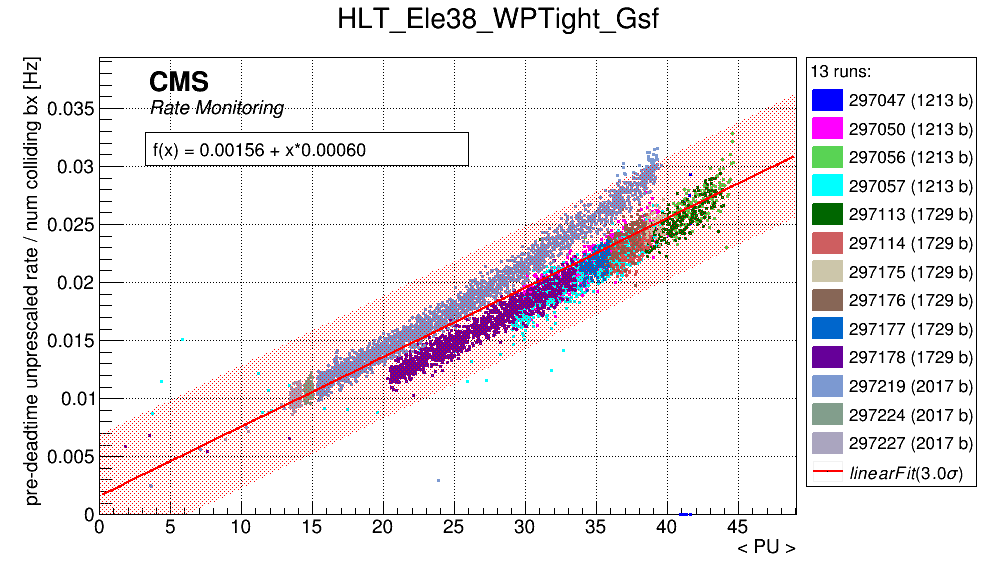 HLT_Ele38_WPTight_Gsf
pre-deadtime unprescaled rate / num colliding bx [Hz]
CMS
Rate Monitoring
f(x) = 0.00156 + x*0.00060
0.035
0.03
0.025
0.02
0.015
0.01
0.005
0
0 5 10 15 20 25 30 35 40 45
< PU >
13 runs:
297047 (1213 b)
297050 (1213 b)
297056 (1213 b)
297057 (1213 b)
297113 (1729 b)
297114 (1729 b)
297175 (1729 b)
297176 (1729 b)
297177 (1729 b)
297178 (1729 b)
297219 (2017 b)
297224 (2017 b)
297227 (2017 b)
linearFit(3.0σ)